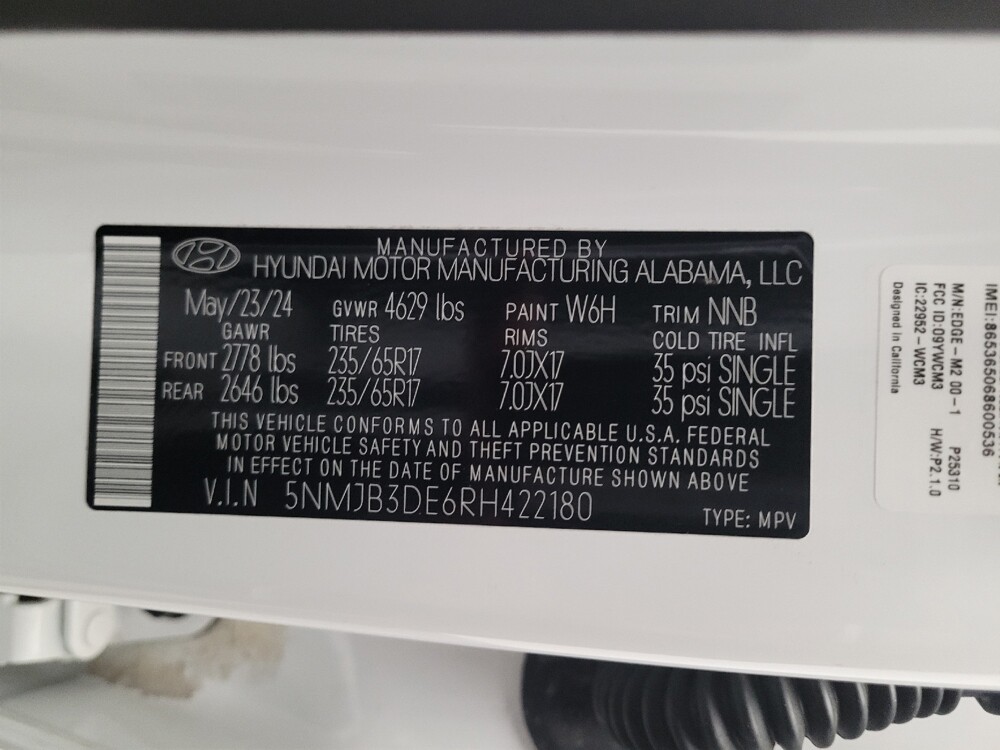 MANUFACTURED BY
HYUNDAI MOTOR MANUFACTURING ALABAMA, LLC
May/23/24 GVWR 4629 lbs PAINT W6H TRIM NNB
GAWR TIRES RIMS COLD TIRE INFL
FRONT 2778 lbs 235/65R17 7.0JX17 35 psi SINGLE
REAR 2646 lbs 235/65R17 7.0JX17 35 psi SINGLE
THIS VEHICLE CONFORMS TO ALL APPLICABLE U.S.A. FEDERAL
MOTOR VEHICLE SAFETY AND THEFT PREVENTION STANDARDS
IN EFFECT ON THE DATE OF MANUFACTURE SHOWN ABOVE
V.I.N 5NMJB3DE6RH422180
TYPE: MPV
IMEI:865365068600536
M/N:EDGE-M2 00-1 P25310
FCC ID:O9YWCM3 H/W:P2.1.0
IC:22952-WCM3
Designed in California